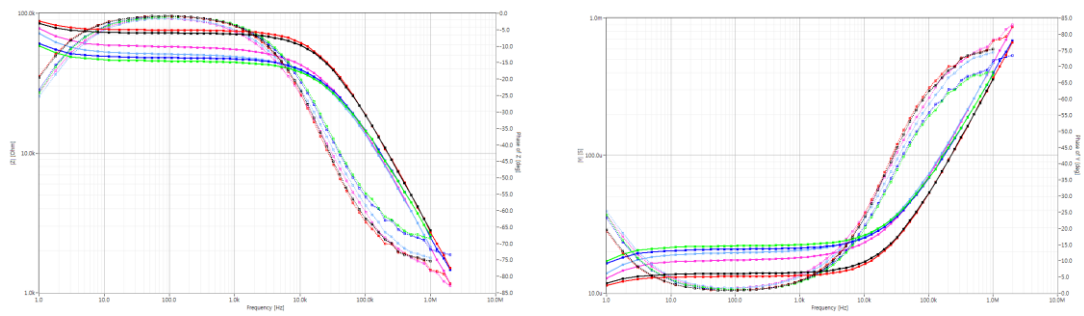 100.0k
10.0k
1.0k
|Z| [Ohm]
-0.0
-5.0
-10.0
-15.0
-20.0
-25.0
-30.0
-35.0
-40.0
-45.0
-50.0
-55.0
-60.0
-65.0
-70.0
-75.0
-80.0
-85.0
Phase of Z [deg]
1.0 10.0 100.0 1.0k 10.0k 100.0k 1.0M 10.0M
Frequency [Hz]
1.0m
100.0u
10.0u
|Y| [S]
85.0
80.0
75.0
70.0
65.0
60.0
55.0
50.0
45.0
40.0
35.0
30.0
25.0
20.0
15.0
10.0
5.0
0.0
Phase of Y [deg]
1.0 10.0 100.0 1.0k 10.0k 100.0k 1.0M 10.0M
Frequency [Hz]